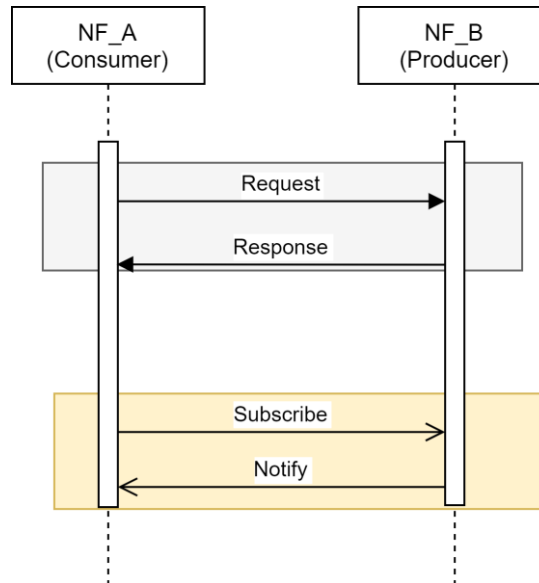 NF_A
(Consumer)
NF_B
(Producer)
Request
Response
Subscribe
Notify